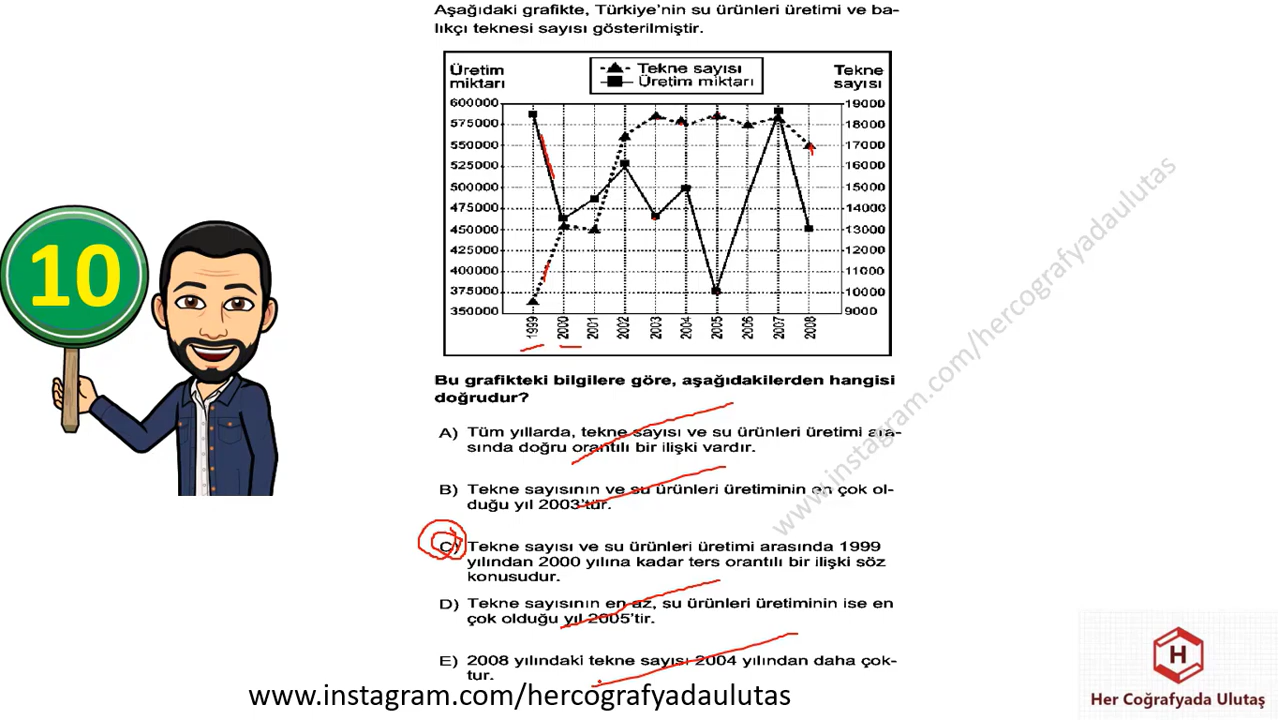 Aşağıdaki grafikte, Türkiye'nin su ürünleri üretimi ve ba-
lıkçı teknesi sayısı gösterilmiştir.
Üretim
miktarı
Tekne sayısı
Üretim miktarı
Tekne
sayısı
600000
575000
550000
525000
500000
475000
450000
425000
400000
375000
350000
19000
18000
17000
16000
15000
14000
13000
12000
11000
10000
9000
1999
2000
2001
2002
2003
2004
2005
2006
2007
2008
10
Bu grafikteki bilgilere göre, aşağıdakilerden hangisi
doğrudur?
A) Tüm yıllarda, tekne sayısı ve su ürünleri üretimi ara-
sında doğru orantılı bir ilişki vardır.
B) Tekne sayısının ve su ürünleri üretiminin en çok ol-
duğu yıl 2003'tür.
C) Tekne sayısı ve su ürünleri üretimi arasında 1999
yılından 2000 yılına kadar ters orantılı bir ilişki söz
konusudur.
D) Tekne sayısının en az, su ürünleri üretiminin ise en
çok olduğu yıl 2005'tir.
E) 2008 yılındaki tekne sayısı 2004 yılından daha çok-
tur.
www.instagram.com/hercografyadaulutas
www.instagram.com/hercografyadaulutas
H
Her Coğrafyada Ulutaş